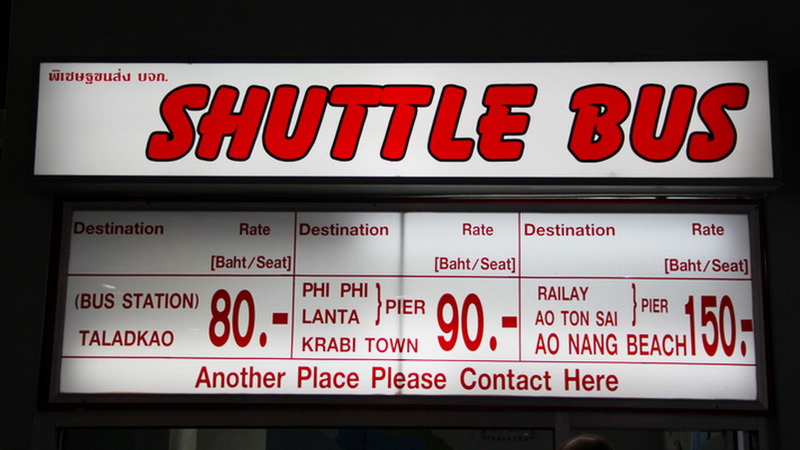 พิเศษฐขนส่ง บจก.
SHUTTLE BUS
Destination Rate [Baht/Seat]
(BUS STATION)
TALADKAO
80.-
Destination Rate [Baht/Seat]
PHI PHI
LANTA
PIER
KRABI TOWN
90.-
Destination Rate [Baht/Seat]
RAILAY
AO TON SAI
PIER
AO NANG BEACH
150.-
Another Place Please Contact Here